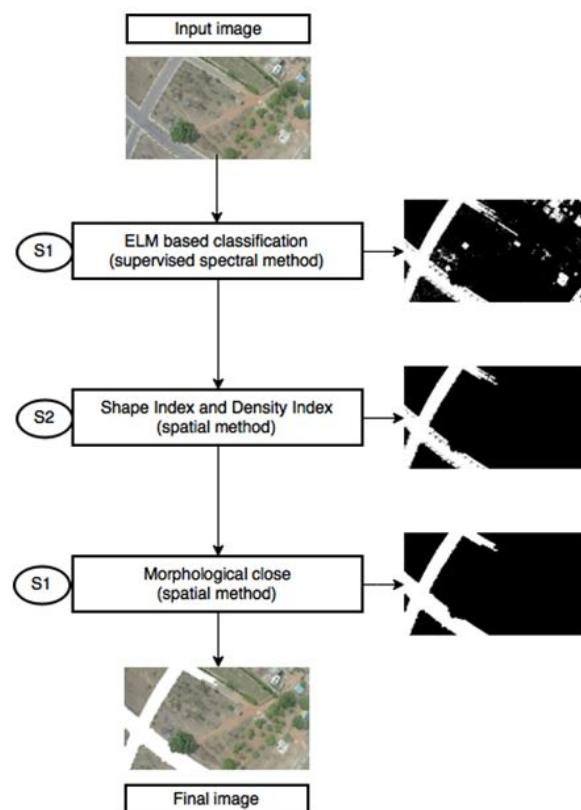 Input image
S1
ELM based classification
(supervised spectral method)
S2
Shape Index and Density Index
(spatial method)
S1
Morphological close
(spatial method)
Final image